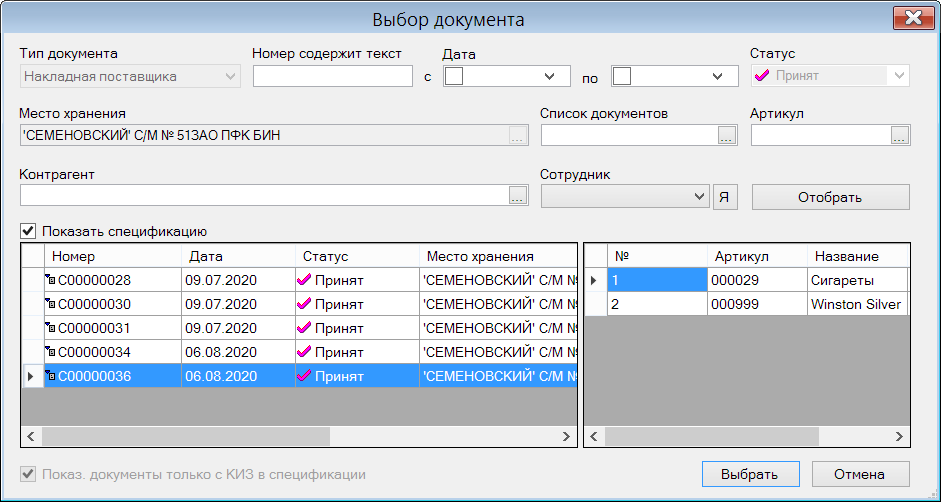 Выбор документа
Тип документа
Номер содержит текст
Дата
Статус
Накладная поставщика
с
по
Принят
Место хранения
Список документов
Артикул
'СЕМЕНОВСКИЙ' С/М № 513АО ПФК БИН
...
...
...
Контрагент
Сотрудник
...
Я
Отобрать
Показать спецификацию
Номер Дата Статус Место хранения
№ Артикул Название
С00000028 09.07.2020 Принят 'СЕМЕНОВСКИЙ' С/М №
1 000029 Сигареты
С00000030 09.07.2020 Принят 'СЕМЕНОВСКИЙ' С/М №
2 000999 Winston Silver
С00000031 09.07.2020 Принят 'СЕМЕНОВСКИЙ' С/М №
С00000034 06.08.2020 Принят 'СЕМЕНОВСКИЙ' С/М №
С00000036 06.08.2020 Принят 'СЕМЕНОВСКИЙ' С/М №
Показ. документы только с КИЗ в спецификации
Выбрать
Отмена